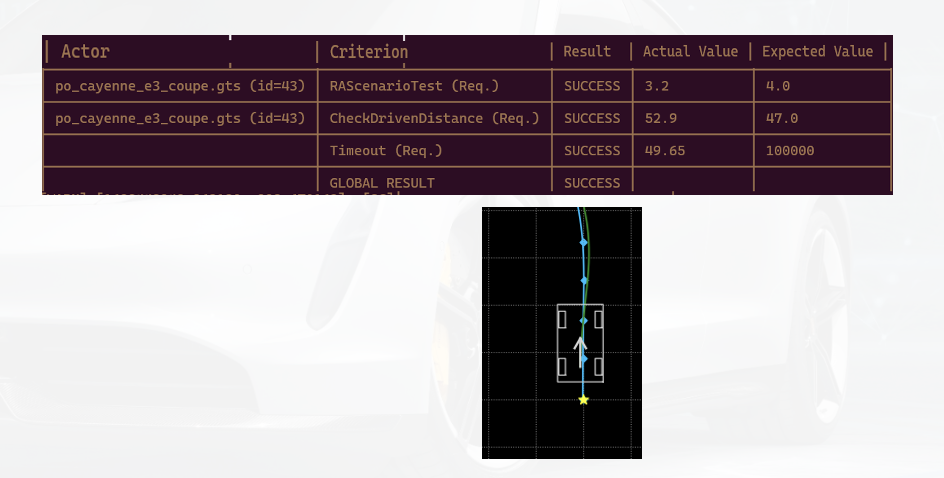 Actor Criterion Result Actual Value Expected Value
po_cayenne_e3_coupe.gts (id=43) RAScenarioTest (Req.) SUCCESS 3.2 4.0
po_cayenne_e3_coupe.gts (id=43) CheckDrivenDistance (Req.) SUCCESS 52.9 47.0
Timeout (Req.) SUCCESS 49.65 100000
GLOBAL RESULT SUCCESS